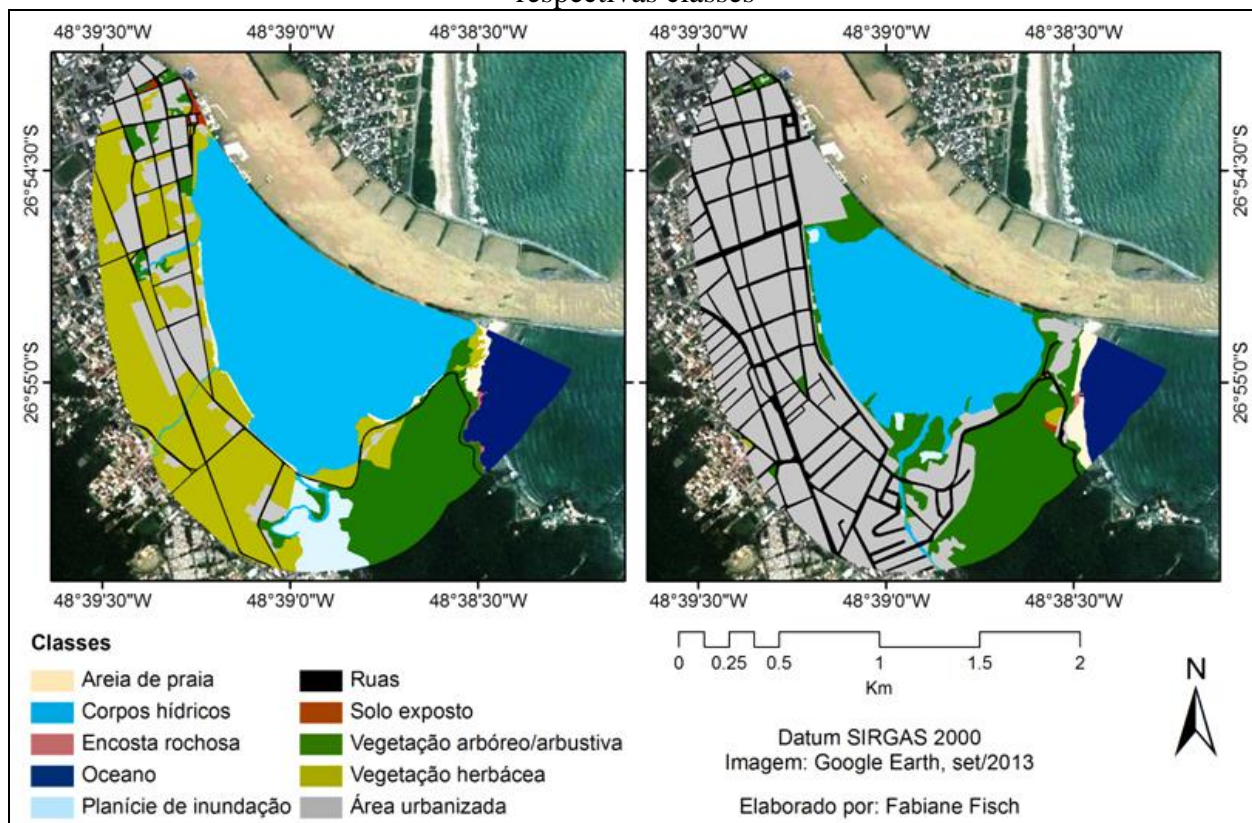 respectivas classes
48°39'30"W 48°39'0"W 48°38'30"W 48°39'30"W 48°39'0"W 48°38'30"W
26°54'30"S 26°54'30"S
26°55'0"S 26°55'0"S
48°39'30"W 48°39'0"W 48°38'30"W 48°39'30"W 48°39'0"W 48°38'30"W
Classes
Areia de praia
Corpos hídricos
Encosta rochosa
Oceano
Planície de inundação
Ruas
Solo exposto
Vegetação arbóreo/arbustiva
Vegetação herbácea
Área urbanizada
0 0.25 0.5 1 1.5 2
Km
N
Datum SIRGAS 2000
Imagem: Google Earth, set/2013
Elaborado por: Fabiane Fisch